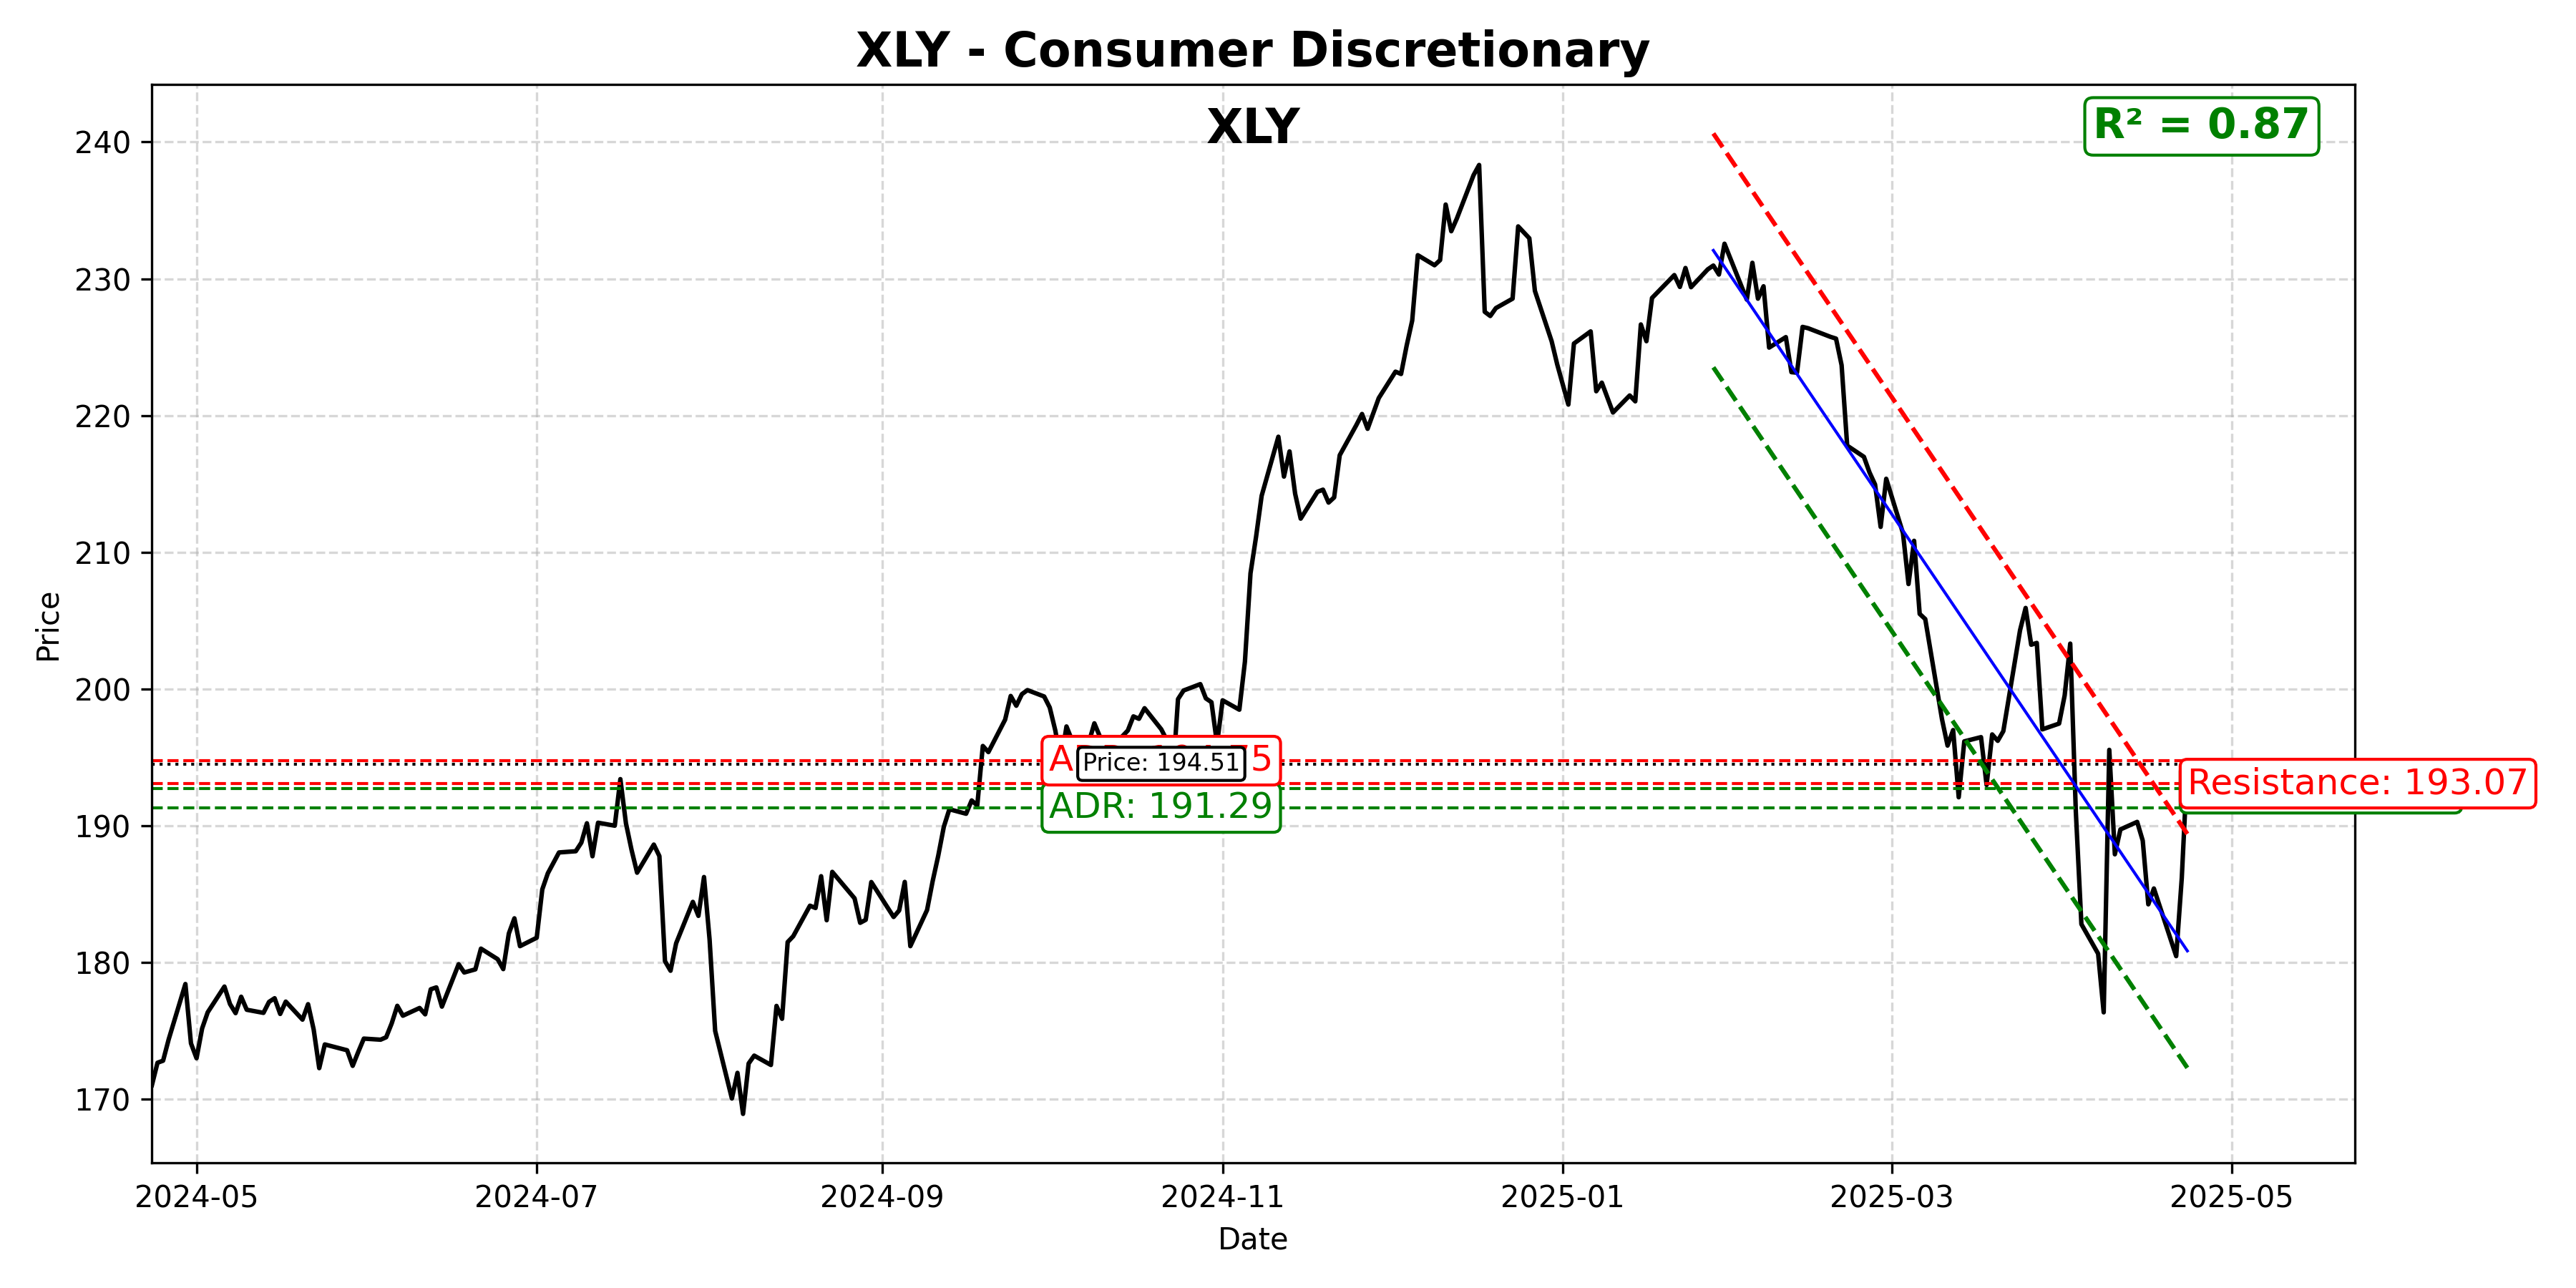 XLY - Consumer Discretionary
XLY
R² = 0.87
240
230
220
210
200
190
180
170
Price
Price: 194.51
ADR: 191.29
Resistance: 193.07
2024-05
2024-07
2024-09
2024-11
2025-01
2025-03
2025-05
Date